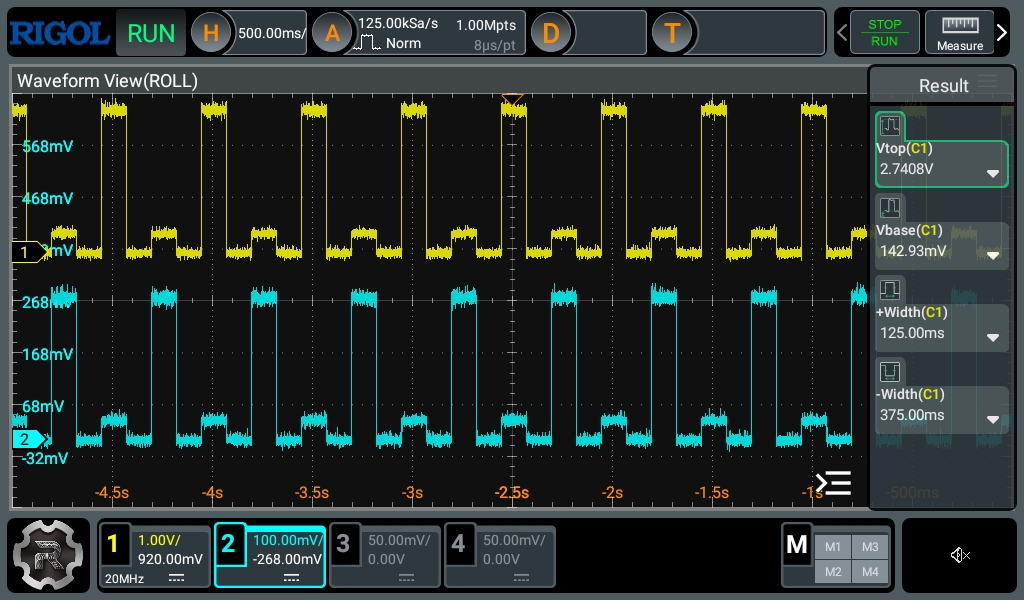 RIGOL RUN H 500.00ms/ A 125.00kSa/s 1.00Mpts D T STOP
Norm 8µs/pt RUN Measure
Waveform View(ROLL) Result
568mV
Vtop(C1)
2.7408V
468mV
Vbase(C1)
1 mV 142.93mV
268mV
+Width(C1)
125.00ms
168mV
-Width(C1)
68mV
375.00ms
2
-32mV
-4.5s -4s -3.5s -3s -2.5s -2s -1.5s -1s -500ms
1 1.00V/ 2 100.00mV/ 3 50.00mV/ 4 50.00mV/ M M1 M3
920.00mV -268.00mV 0.00V 0.00V M2 M4
20MHz
R